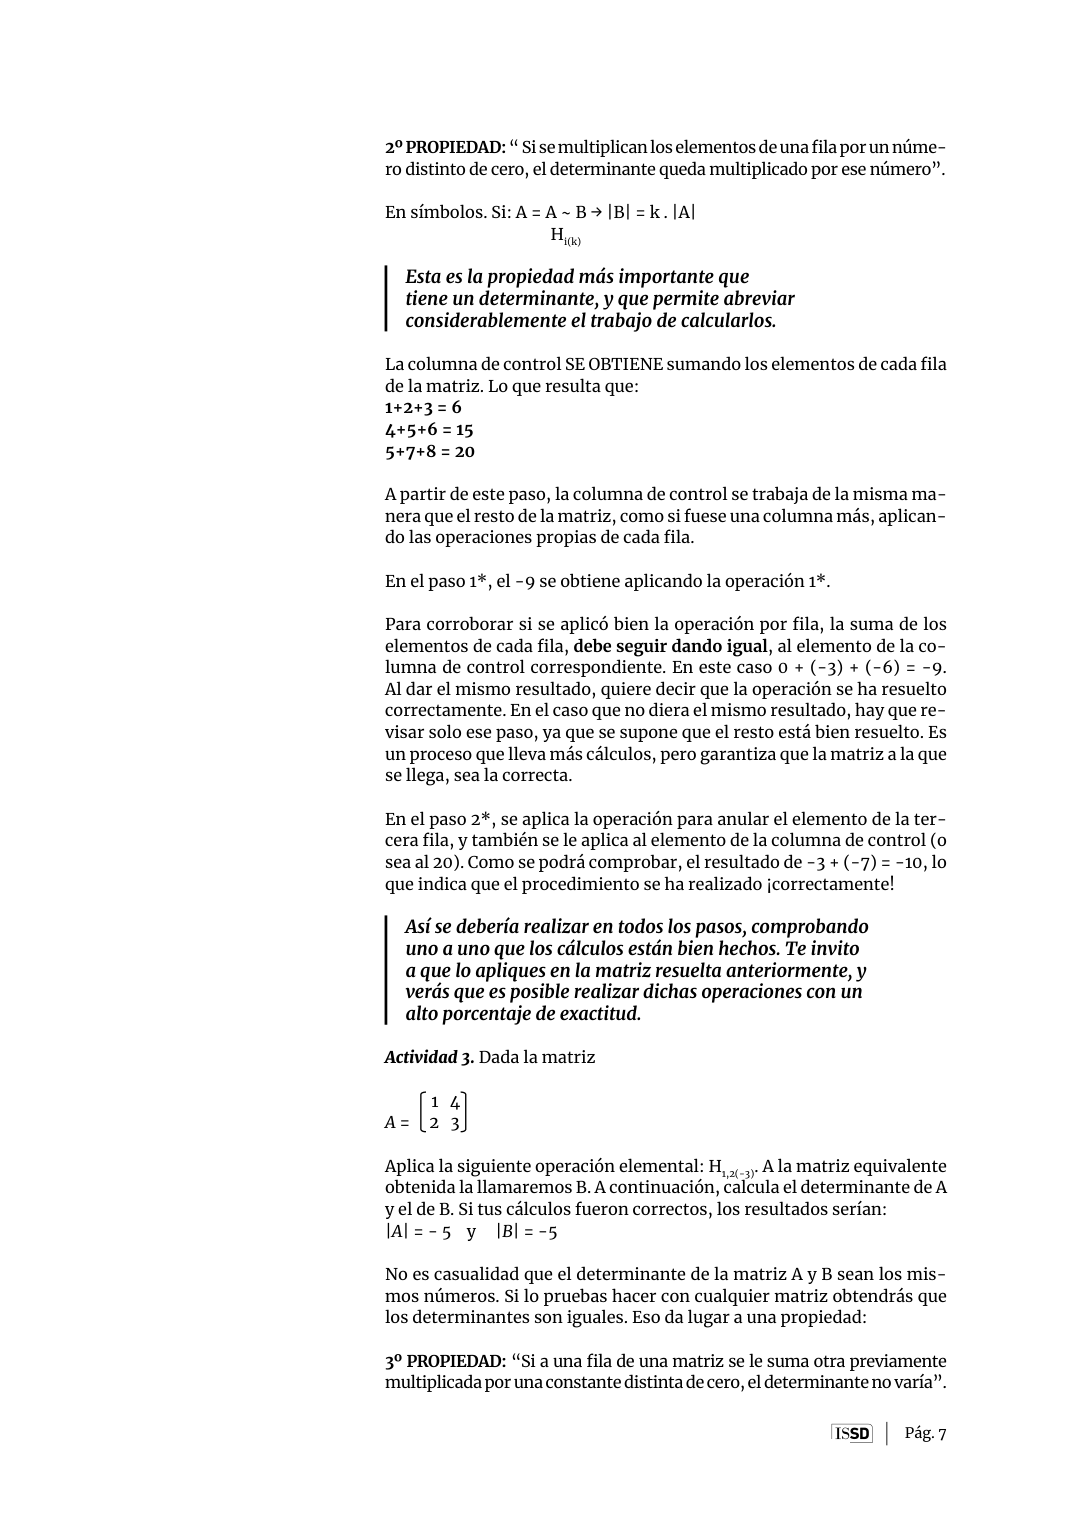 2º PROPIEDAD: “ Si se multiplican los elementos de una fila por un núme-
ro distinto de cero, el determinante queda multiplicado por ese número”.
En símbolos. Si: A = A ~ B → |B| = k . |A|
Hi(k)
Esta es la propiedad más importante que
tiene un determinante, y que permite abreviar
considerablemente el trabajo de calcularlos.
La columna de control SE OBTIENE sumando los elementos de cada fila
de la matriz. Lo que resulta que:
1+2+3 = 6
4+5+6 = 15
5+7+8 = 20
A partir de este paso, la columna de control se trabaja de la misma ma-
nera que el resto de la matriz, como si fuese una columna más, aplican-
do las operaciones propias de cada fila.
En el paso 1*, el -9 se obtiene aplicando la operación 1*.
Para corroborar si se aplicó bien la operación por fila, la suma de los
elementos de cada fila, debe seguir dando igual, al elemento de la co-
lumna de control correspondiente. En este caso 0 + (-3) + (-6) = -9.
Al dar el mismo resultado, quiere decir que la operación se ha resuelto
correctamente. En el caso que no diera el mismo resultado, hay que re-
visar solo ese paso, ya que se supone que el resto está bien resuelto. Es
un proceso que lleva más cálculos, pero garantiza que la matriz a la que
se llega, sea la correcta.
En el paso 2*, se aplica la operación para anular el elemento de la ter-
cera fila, y también se le aplica al elemento de la columna de control (o
sea al 20). Como se podrá comprobar, el resultado de -3 + (-7) = -10, lo
que indica que el procedimiento se ha realizado ¡correctamente!
Así se debería realizar en todos los pasos, comprobando
uno a uno que los cálculos están bien hechos. Te invito
a que lo apliques en la matriz resuelta anteriormente, y
verás que es posible realizar dichas operaciones con un
alto porcentaje de exactitud.
Actividad 3. Dada la matriz
1 4
A = 2 3
Aplica la siguiente operación elemental: H1,2(-3). A la matriz equivalente
obtenida la llamaremos B. A continuación, calcula el determinante de A
y el de B. Si tus cálculos fueron correctos, los resultados serían:
|A| = - 5 y |B| = -5
No es casualidad que el determinante de la matriz A y B sean los mis-
mos números. Si lo pruebas hacer con cualquier matriz obtendrás que
los determinantes son iguales. Eso da lugar a una propiedad:
3º PROPIEDAD: “Si a una fila de una matriz se le suma otra previamente
multiplicada por una constante distinta de cero, el determinante no varía”.
ISSD | Pág. 7